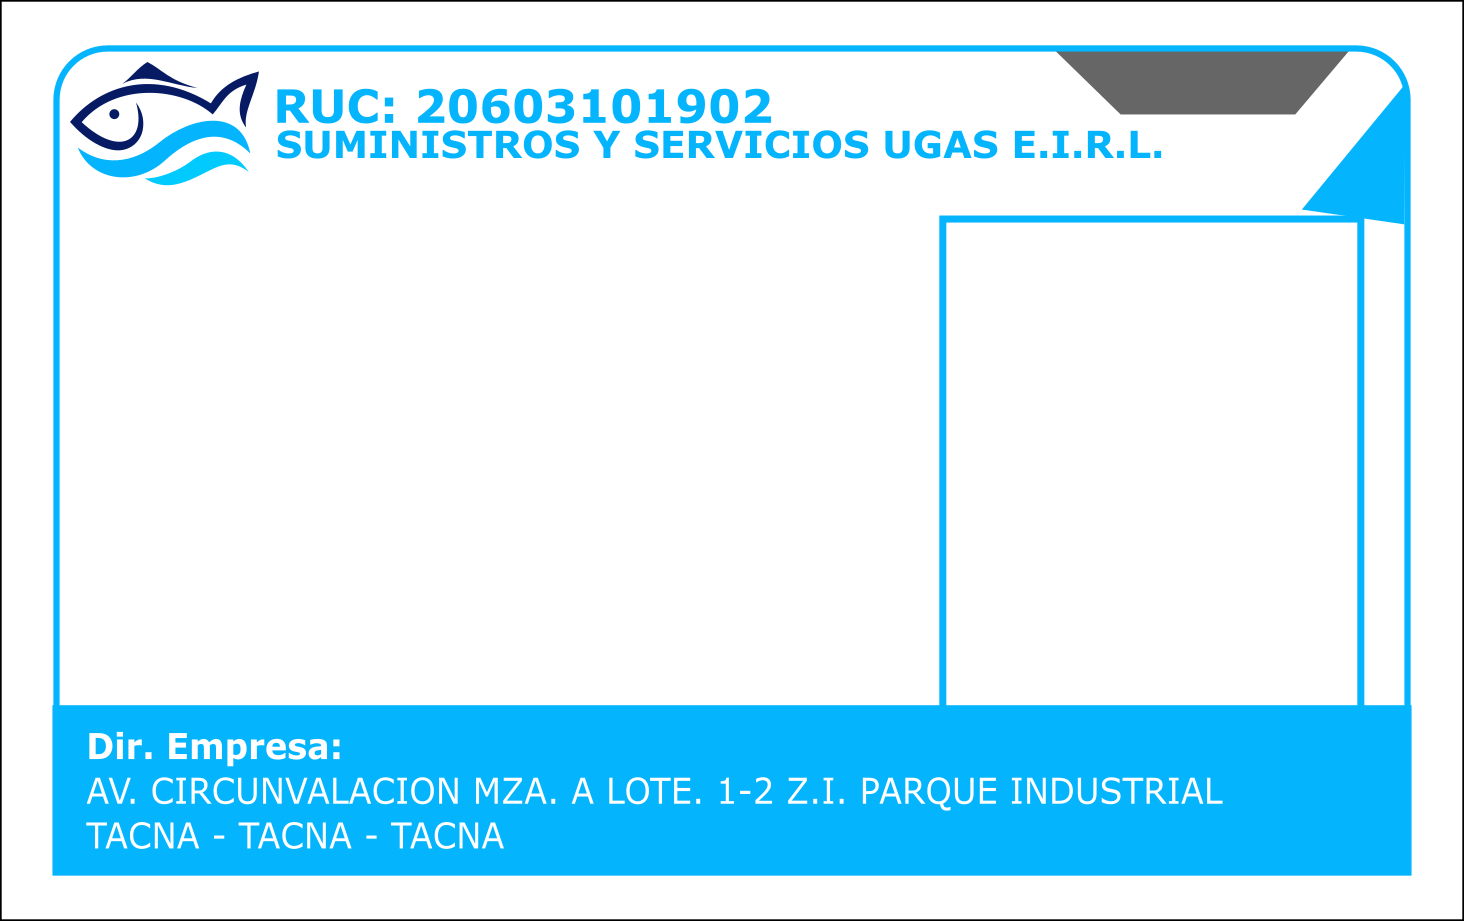 RUC: 20603101902
SUMINISTROS Y SERVICIOS UGAS E.I.R.L.
Dir. Empresa:
AV. CIRCUNVALACION MZA. A LOTE. 1-2 Z.I. PARQUE INDUSTRIAL
TACNA - TACNA - TACNA